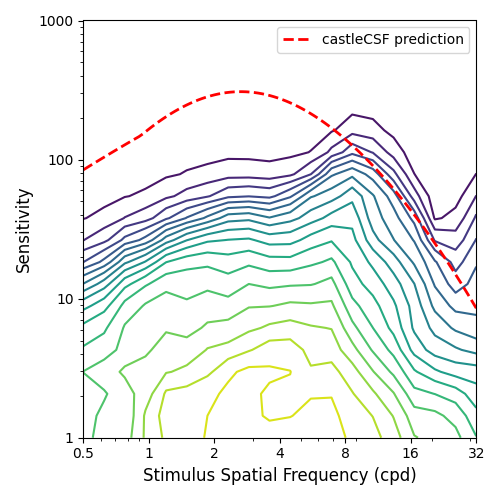 1000
castleCSF prediction
100
Sensitivity
10
1
0.5 1 2 4 8 16 32
Stimulus Spatial Frequency (cpd)